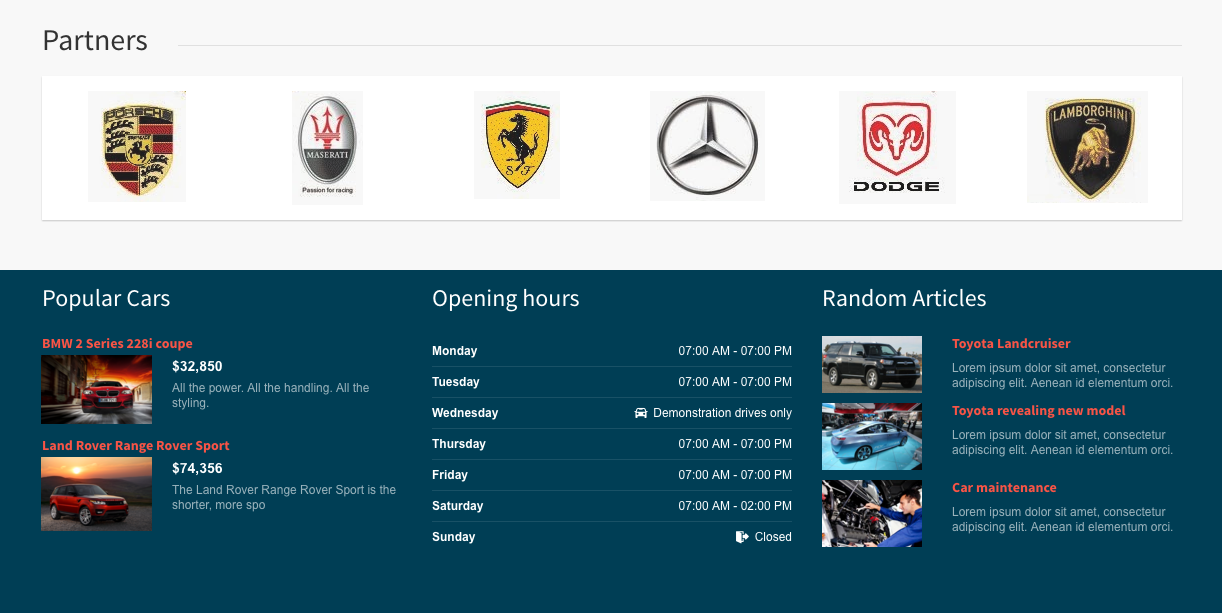 Partners
PORSCHE
MASERATI
Passion for racing
S F
DODGE
LAMBORGHINI
Popular Cars
BMW 2 Series 228i coupe
$32,850
All the power. All the handling. All the
styling.
Land Rover Range Rover Sport
$74,356
The Land Rover Range Rover Sport is the
shorter, more spo
Opening hours
Monday 07:00 AM - 07:00 PM
Tuesday 07:00 AM - 07:00 PM
Wednesday Demonstration drives only
Thursday 07:00 AM - 07:00 PM
Friday 07:00 AM - 07:00 PM
Saturday 07:00 AM - 02:00 PM
Sunday Closed
Random Articles
Toyota Landcruiser
Lorem ipsum dolor sit amet, consectetur
adipiscing elit. Aenean id elementum orci.
Toyota revealing new model
Lorem ipsum dolor sit amet, consectetur
adipiscing elit. Aenean id elementum orci.
Car maintenance
Lorem ipsum dolor sit amet, consectetur
adipiscing elit. Aenean id elementum orci.